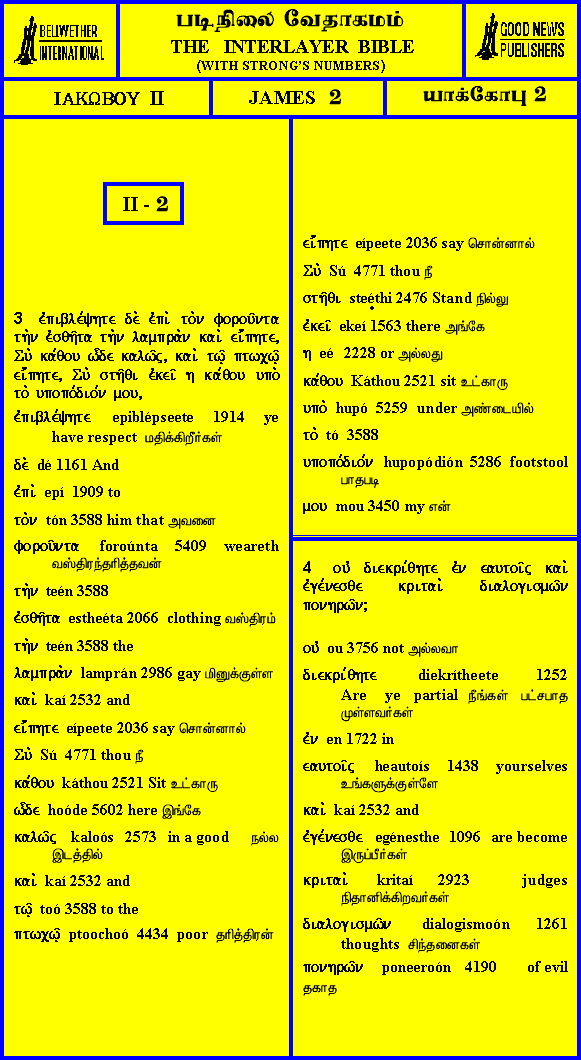 BELLWETHER
INTERNATIONAL
படிநிலை வேதாகமம்
THE INTERLAYER BIBLE
(WITH STRONG'S NUMBERS)
GOOD NEWS
PUBLISHERS
ΙΑΚΩΒΟΥ II
JAMES 2
யாக்கோபு 2
II - 2
3 ἐπιβλέψητε δὲ ἐπὶ τὸν φοροῦντα
τὴν ἐσθῆτα τὴν λαμπρὰν καὶ εἴπητε,
Σὺ κάθου ὧδε καλῶς, καὶ τῷ πτωχῷ
εἴπητε, Σὺ στῆθι ἐκεῖ η κάθου υπὸ
τὸ υποπόδιόν μου,
ἐπιβλέψητε epiblépseete 1914 ye
have respect மதிக்கிறீர்கள்
δὲ dé 1161 And
ἐπὶ epí 1909 to
τὸν tón 3588 him that அவனை
φοροῦντα foroúnta 5409 weareth
வஸ்திரந்தரித்தவன்
τὴν teén 3588
ἐσθῆτα estheéta 2066 clothing வஸ்திரம்
τὴν teén 3588 the
λαμπρὰν lamprán 2986 gay மினுக்குள்ள
καὶ kaí 2532 and
εἴπητε eípeete 2036 say சொன்னால்
Σὺ Sú 4771 thou நீ
κάθου káthou 2521 Sit உட்காரு
ὧδε hoóde 5602 here இங்கே
καλῶς kaloós 2573 in a good நல்ல
இடத்தில்
καὶ kaí 2532 and
τῷ toó 3588 to the
πτωχῷ ptoochoó 4434 poor தரித்திரன்
εἴπητε eípeete 2036 say சொன்னால்
Σὺ Sú 4771 thou நீ
στῆθι steéthi 2476 Stand நில்லு
ἐκεῖ ekeí 1563 there அங்கே
η eé 2228 or அல்லது
κάθου Káthou 2521 sit உட்காரு
υπὸ hupó 5259 under அண்டையில்
τὸ tó 3588
υποπόδιόν hupopódión 5286 footstool
பாதபடி
μου mou 3450 my என்
4 οὐ διεκρίθητε ἐν εαυτοῖς καὶ
ἐγένεσθε κριταὶ διαλογισμῶν
πονηρῶν;
οὐ ou 3756 not அல்லவா
διεκρίθητε diekrítheete 1252
Are ye partial நீங்கள் பட்சபாத
முள்ளவர்கள்
ἐν en 1722 in
εαυτοῖς heautoís 1438 yourselves
உங்களுக்குள்ளே
καὶ kaí 2532 and
ἐγένεσθε egénesthe 1096 are become
இருப்பீர்கள்
κριταὶ kritaí 2923 judges
நிதானிக்கிறவர்கள்
διαλογισμῶν dialogismoón 1261
thoughts சிந்தனைகள்
πονηρῶν poneeroón 4190 of evil
தகாத